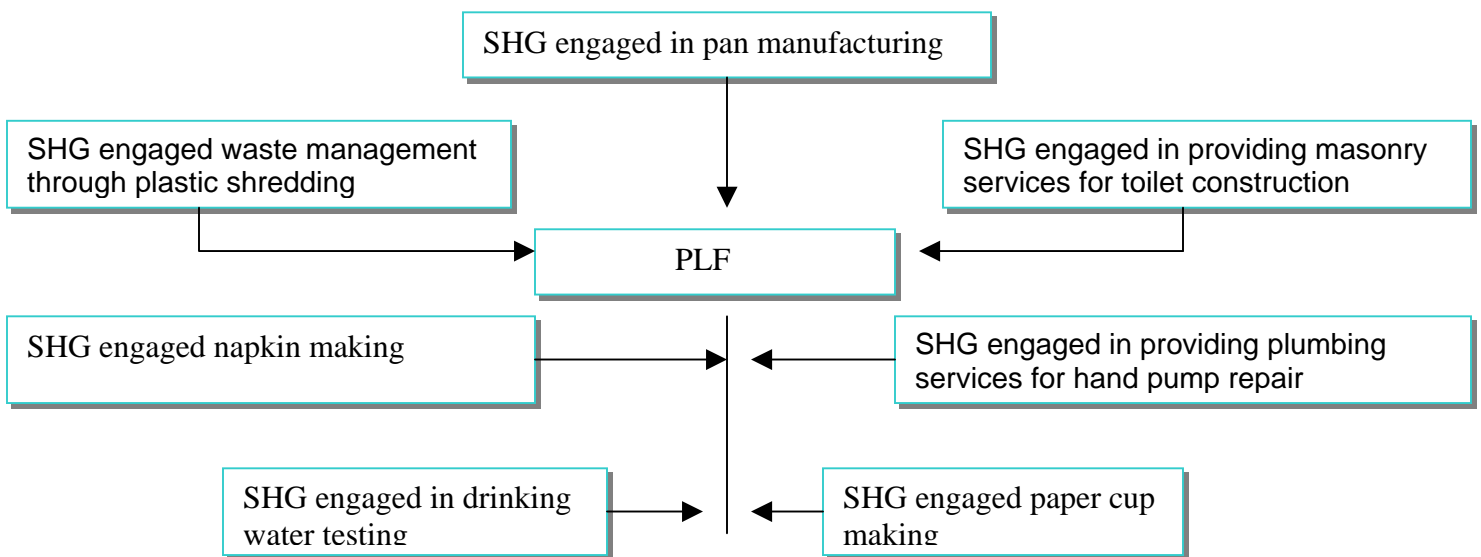 SHG engaged in pan manufacturing
SHG engaged waste management
through plastic shredding
SHG engaged in providing masonry
services for toilet construction
PLF
SHG engaged napkin making
SHG engaged in providing plumbing
services for hand pump repair
SHG engaged in drinking
water testing
SHG engaged paper cup
making